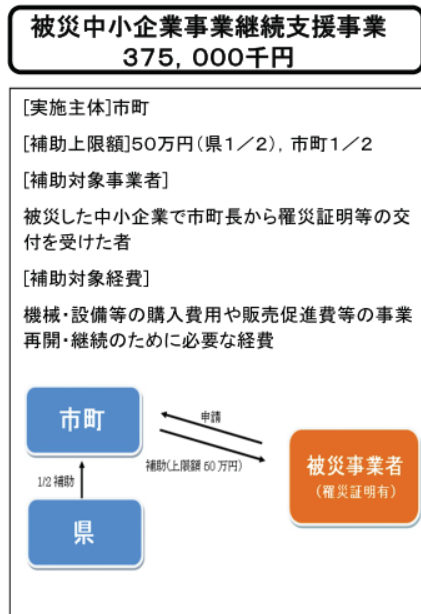 被災中小企業事業継続支援事業
375，000千円
[実施主体]市町
[補助上限額]50万円(県1／2)，市町1／2
[補助対象事業者]
被災した中小企業で市町長から罹災証明等の交
付を受けた者
[補助対象経費]
機械・設備等の購入費用や販売促進費等の事業
再開・継続のために必要な経費
市町
申請
補助(上限額 50 万円)
被災事業者
(罹災証明有)
1/2 補助
県